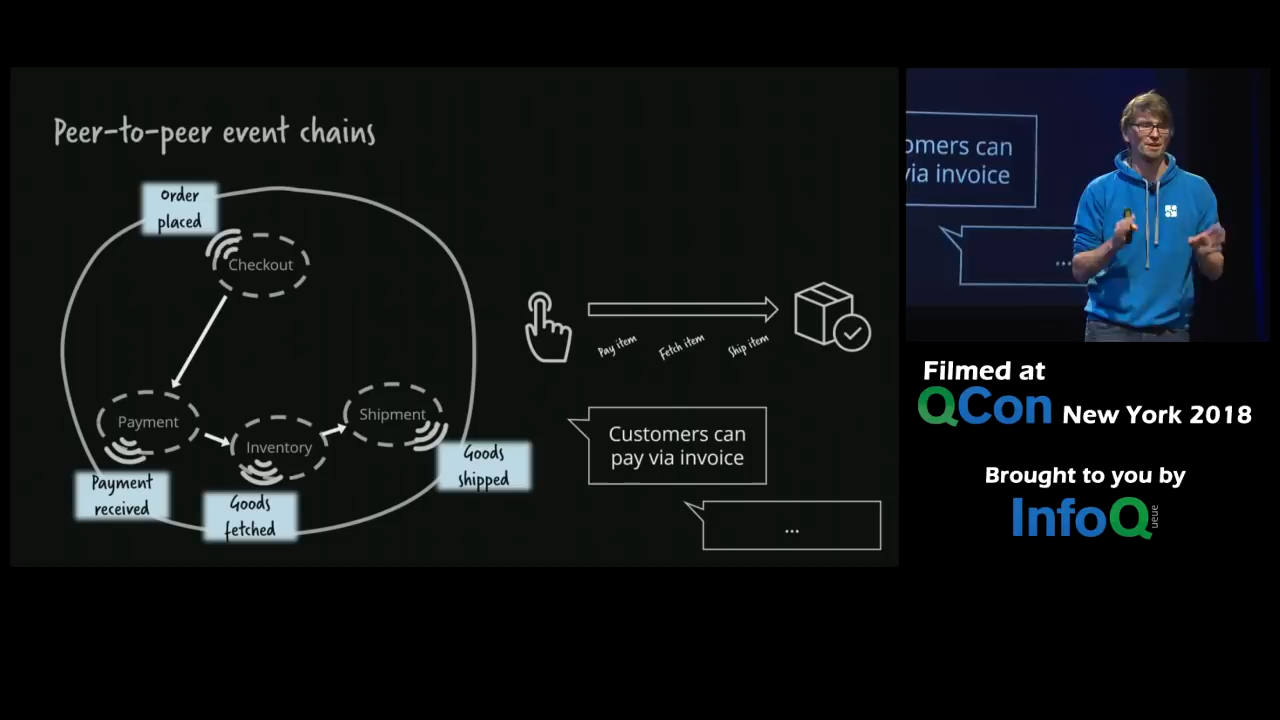 Peer-to-peer event chains
Order
placed
Checkout
Payment
Inventory
Shipment
Payment
received
Goods
fetched
Goods
shipped
Pay item
Fetch item
Ship item
Customers can
pay via invoice
...
omers can
via invoice
...
Filmed at
QCon New York 2018
Brought to you by
InfoQ
ueue